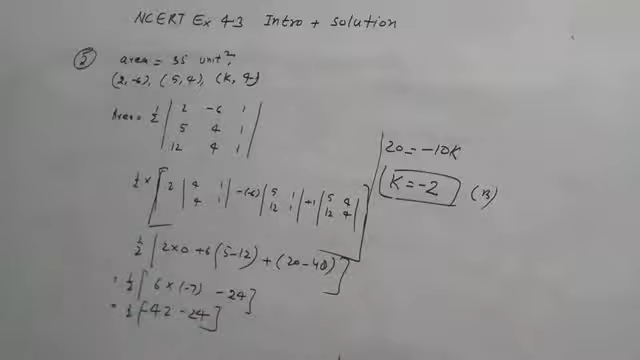 NCERT Ex 4.3 Intro + solution
5 area = 35 unit²,
(2,-6), (5,4), (K, 4)
Area = 1/2 | 2 -6 1 |
5 4 1
12 4 1
1/2 × [ 2 | 4 1 | -(-6) | 5 1 | +1 | 5 4 | ]
4 1 12 1 12 4
1/2 [ 2×0 +6 (5-12) + (20-48) ]
= 1/2 [ 6×(-7) - 24 ]
= 1/2 [ -42 - 24 ]
20 = -10K
K = -2 (B)